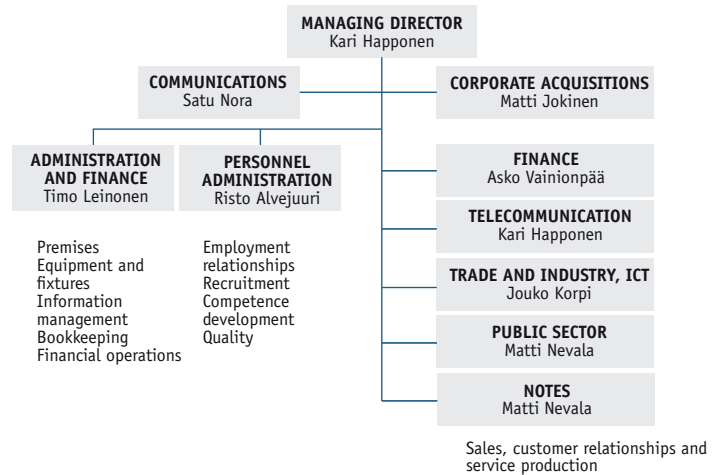 MANAGING DIRECTOR
Kari Happonen
COMMUNICATIONS
Satu Nora
CORPORATE ACQUISITIONS
Matti Jokinen
ADMINISTRATION
AND FINANCE
Timo Leinonen
PERSONNEL
ADMINISTRATION
Risto Alvejuuri
Premises
Equipment and
fixtures
Information
management
Bookkeeping
Financial operations
Employment
relationships
Recruitment
Competence
development
Quality
FINANCE
Asko Vainionpää
TELECOMMUNICATION
Kari Happonen
TRADE AND INDUSTRY, ICT
Jouko Korpi
PUBLIC SECTOR
Matti Nevala
NOTES
Matti Nevala
Sales, customer relationships and
service production